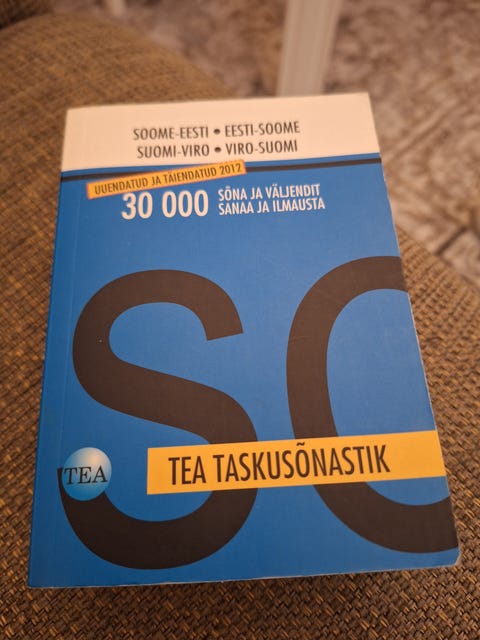 SOOME-EESTI • EESTI-SOOME
SUOMI-VIRO • VIRO-SUOMI
UUENDATUD JA TÄIENDATUD 2012
30 000 SÕNA JA VÄLJENDIT
SANAA JA ILMAUSTA
SO
TEA TASKUSÕNASTIK
TEA